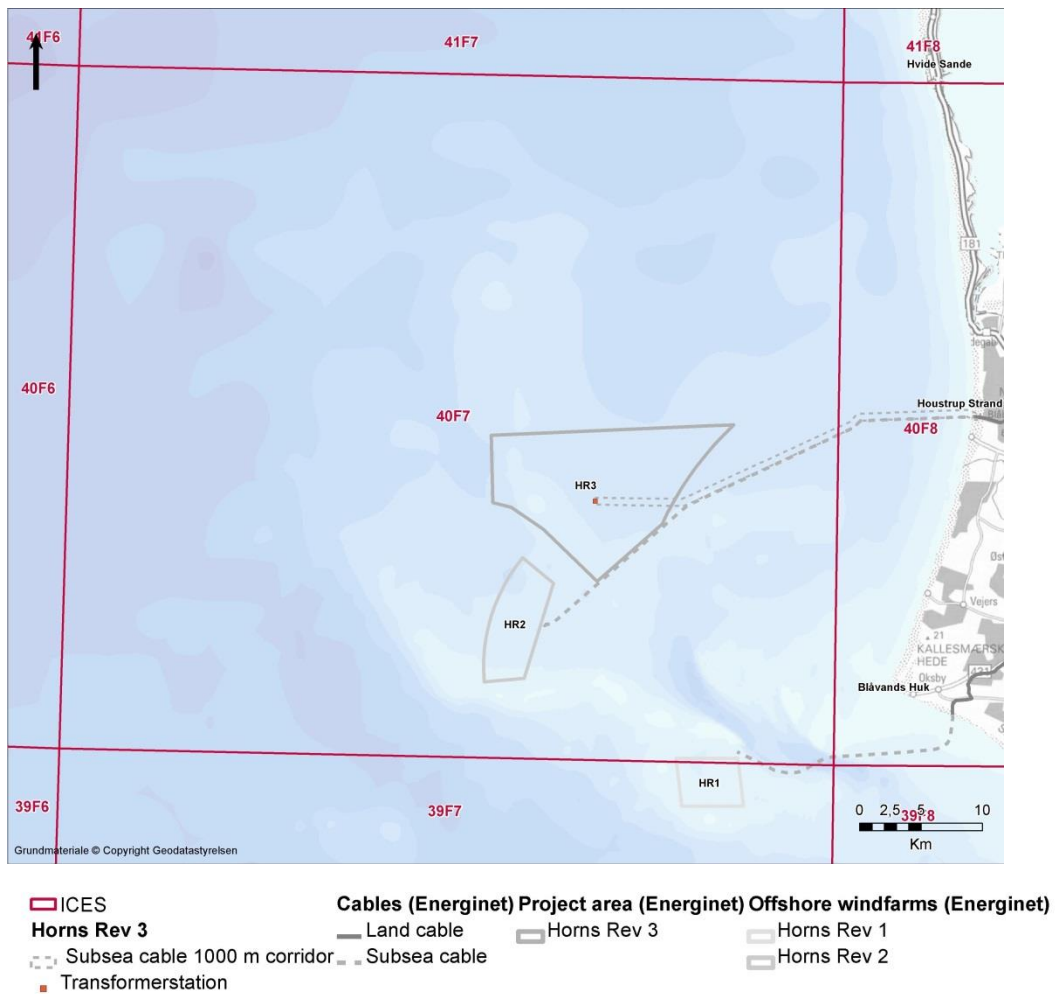 41F6
41F7
41F8
Hvide Sande
181
40F6
40F7
Houstrup Strand
40F8
HR3
HR2
Vejers
21
KALLESMÆRSK
HEDE
Oksby
Blåvands Huk
HR1
39F6
39F7
39F8
0 2,5 5 10
Km
Grundmateriale © Copyright Geodatastyrelsen
ICES
Horns Rev 3
Subsea cable 1000 m corridor
Transformerstation
Cables (Energinet)
Land cable
Subsea cable
Project area (Energinet)
Horns Rev 3
Offshore windfarms (Energinet)
Horns Rev 1
Horns Rev 2